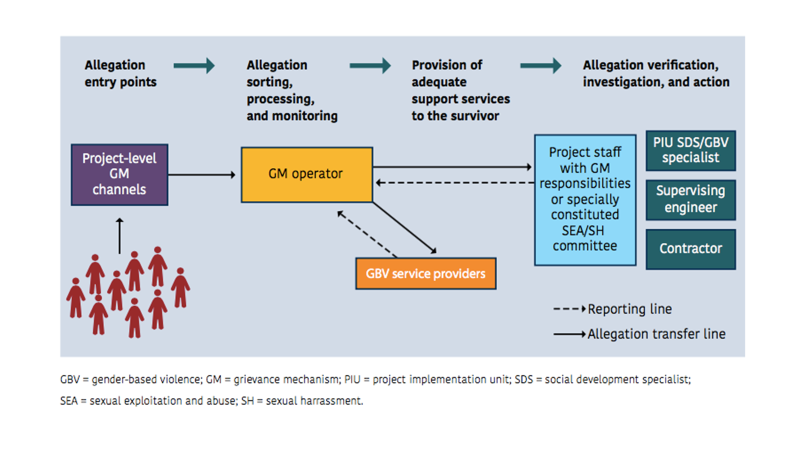 Allegation
entry points
Allegation
sorting,
processing,
and monitoring
Provision of
adequate
support services
to the survivor
Allegation verification,
investigation, and action
Project-level
GM
channels
GM operator
GBV service providers
Project staff
with GM
responsibilities
or specially
constituted
SEA/SH
committee
PIU SDS/GBV
specialist
Supervising
engineer
Contractor
Reporting line
Allegation transfer line
GBV = gender-based violence; GM = grievance mechanism; PIU = project implementation unit; SDS = social development specialist;
SEA = sexual exploitation and abuse; SH = sexual harrassment.